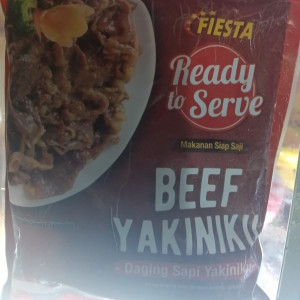 FIESTA
Ready
to Serve
Makanan Siap Saji
BEEF
YAKINIKU
Daging Sapi Yakiniku